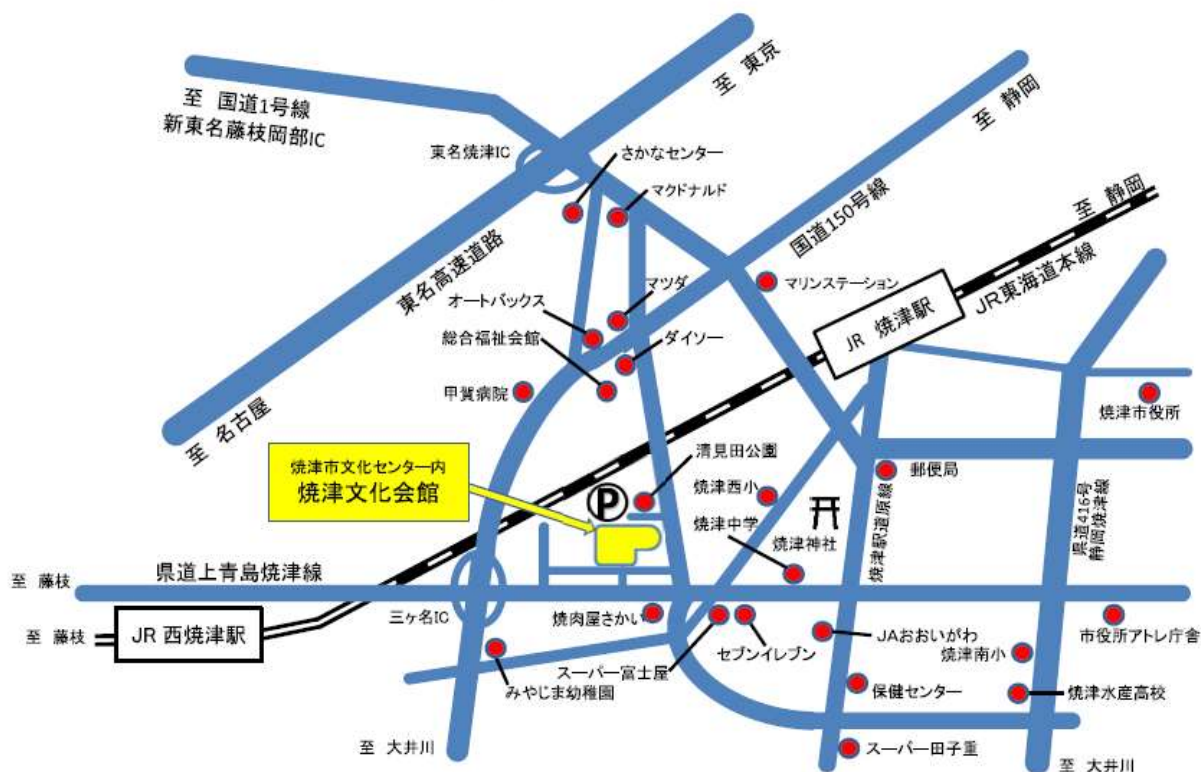 至 東京
至 国道1号線
新東名藤枝岡部IC
至 静岡
東名焼津IC
さかなセンター
マクドナルド
国道150号線
至 静岡
東名高速道路
マツダ
マリンステーション
JR東海道本線
オートバックス
JR 焼津駅
総合福祉会館
ダイソー
甲賀病院
焼津市役所
至 名古屋
焼津市文化センター内
焼津文化会館
清見田公園
郵便局
焼津西小
P
焼津中学
焼津神社
焼津駅道原線
県道416号
静岡焼津線
県道上青島焼津線
至 藤枝
三ヶ名IC
焼肉屋さかい
至 藤枝
JR 西焼津駅
JAおおいがわ
市役所アトレ庁舎
セブンイレブン
焼津南小
スーパー富士屋
みやじま幼稚園
保健センター
焼津水産高校
至 大井川
スーパー田子重
至 大井川